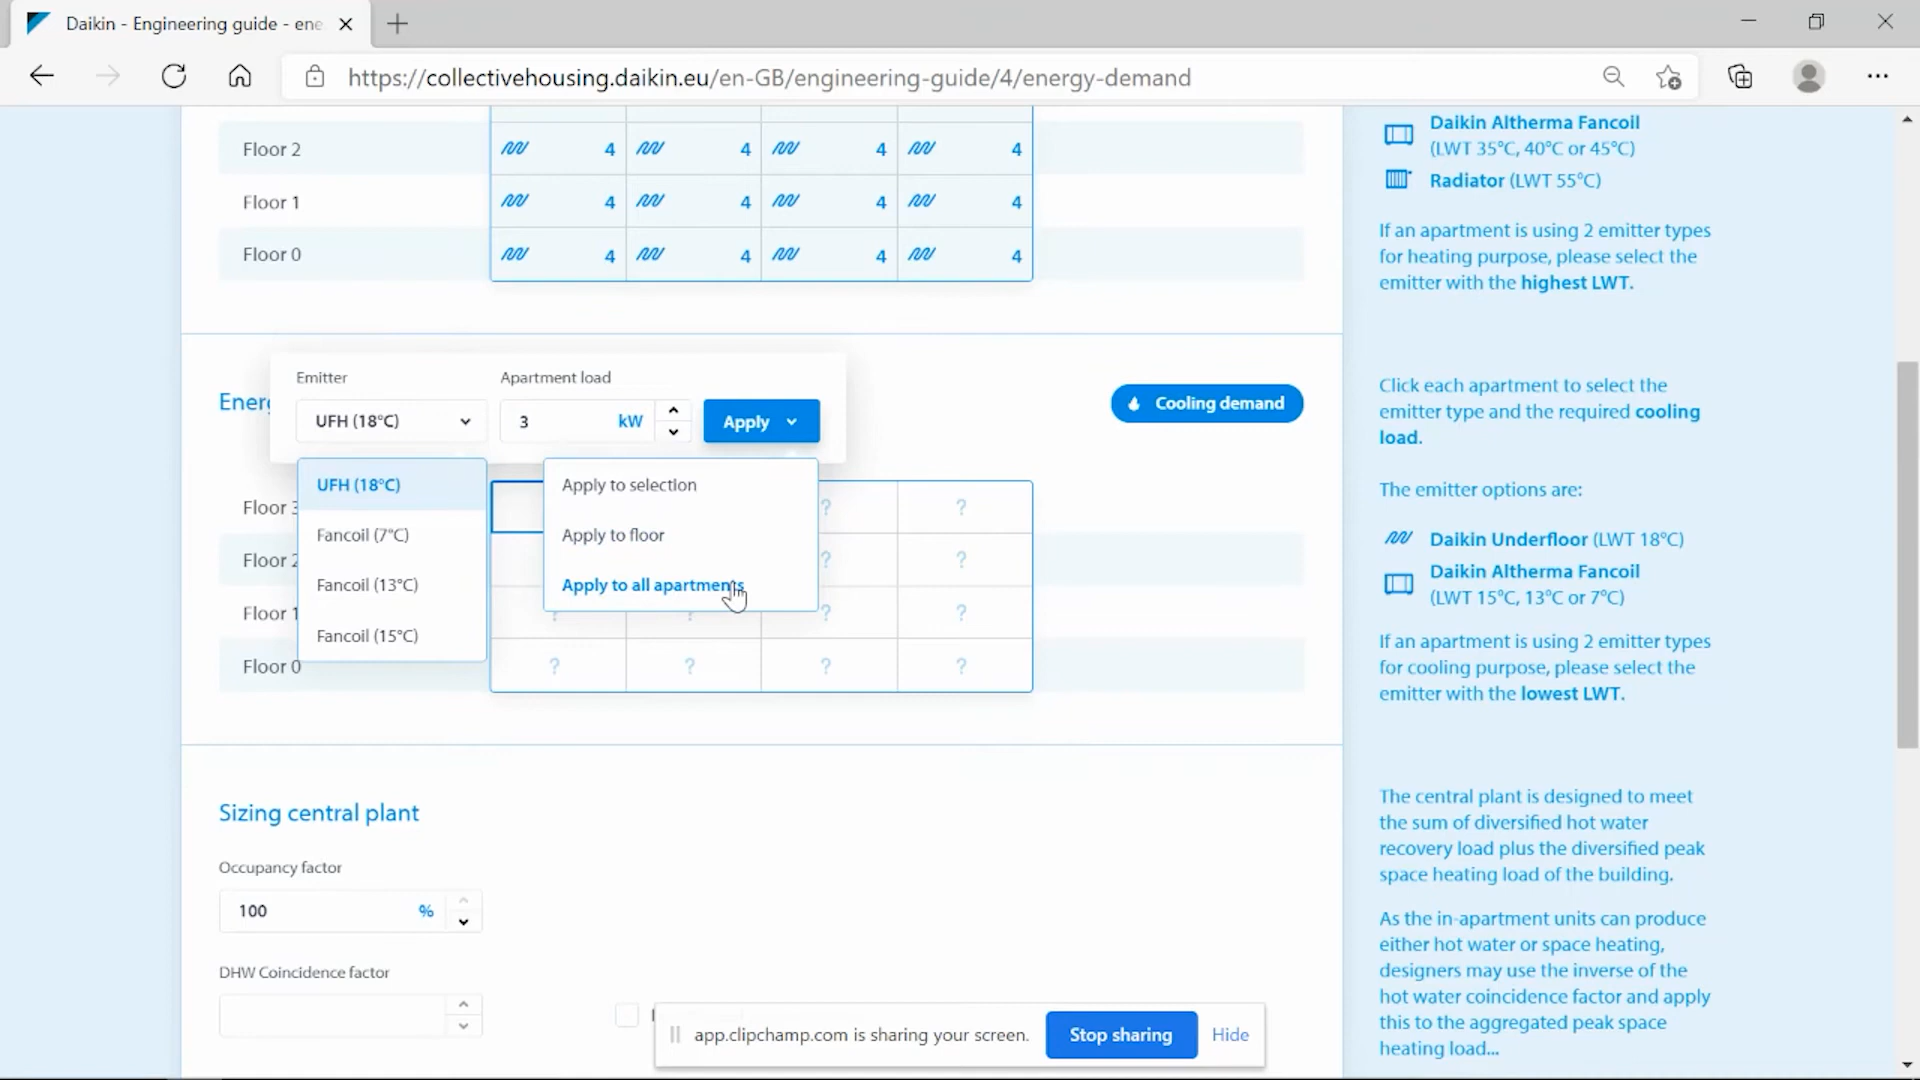 Daikin - Engineering guide - ene
https://collectivehousing.daikin.eu/en-GB/engineering-guide/4/energy-demand
Floor 2 4 4 4 4
Floor 1 4 4 4 4
Floor 0 4 4 4 4
Emitter Apartment load
Energ
UFH (18°C) 3 kW Apply
Cooling demand
UFH (18°C)
Fancoil (7°C)
Fancoil (13°C)
Fancoil (15°C)
Apply to selection
Apply to floor
Apply to all apartments
Floor 3 ? ?
Floor 2 ? ?
Floor 1 ? ? ? ?
Floor 0 ? ? ? ?
Sizing central plant
Occupancy factor
100 %
DHW Coincidence factor
Daikin Altherma Fancoil
(LWT 35°C, 40°C or 45°C)
Radiator (LWT 55°C)
If an apartment is using 2 emitter types
for heating purpose, please select the
emitter with the highest LWT.
Click each apartment to select the
emitter type and the required cooling
load.
The emitter options are:
Daikin Underfloor (LWT 18°C)
Daikin Altherma Fancoil
(LWT 15°C, 13°C or 7°C)
If an apartment is using 2 emitter types
for cooling purpose, please select the
emitter with the lowest LWT.
The central plant is designed to meet
the sum of diversified hot water
recovery load plus the diversified peak
space heating load of the building.
As the in-apartment units can produce
either hot water or space heating,
designers may use the inverse of the
hot water coincidence factor and apply
this to the aggregated peak space
heating load...
app.clipchamp.com is sharing your screen. Stop sharing Hide